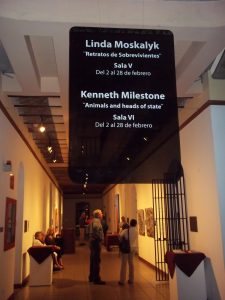 Linda Moskalyk
"Retratos de Sobrevivientes"
Sala V
Del 2 al 28 de febrero
Kenneth Milestone
"Animals and heads of state"
Sala VI
Del 2 al 28 de febrero